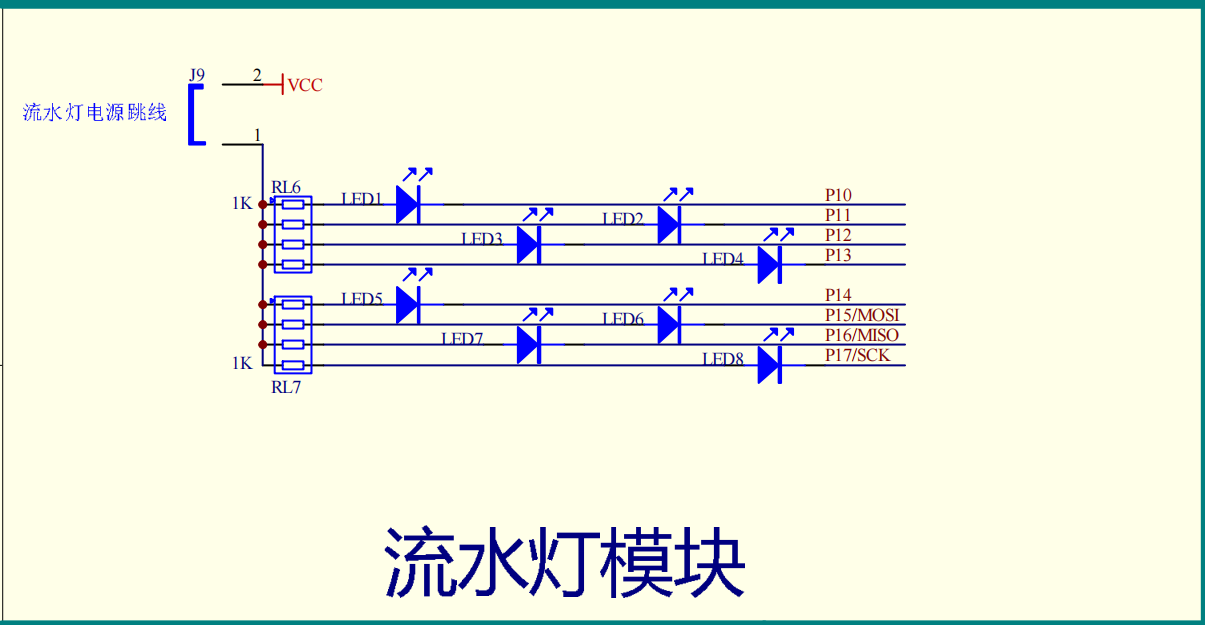 J9
2
VCC
流水灯电源跳线
1
RL6
1K
LED1
P10
LED2
P11
LED3
P12
LED4
P13
LED5
P14
LED6
P15/MOSI
LED7
P16/MISO
1K
LED8
P17/SCK
RL7
流水灯模块